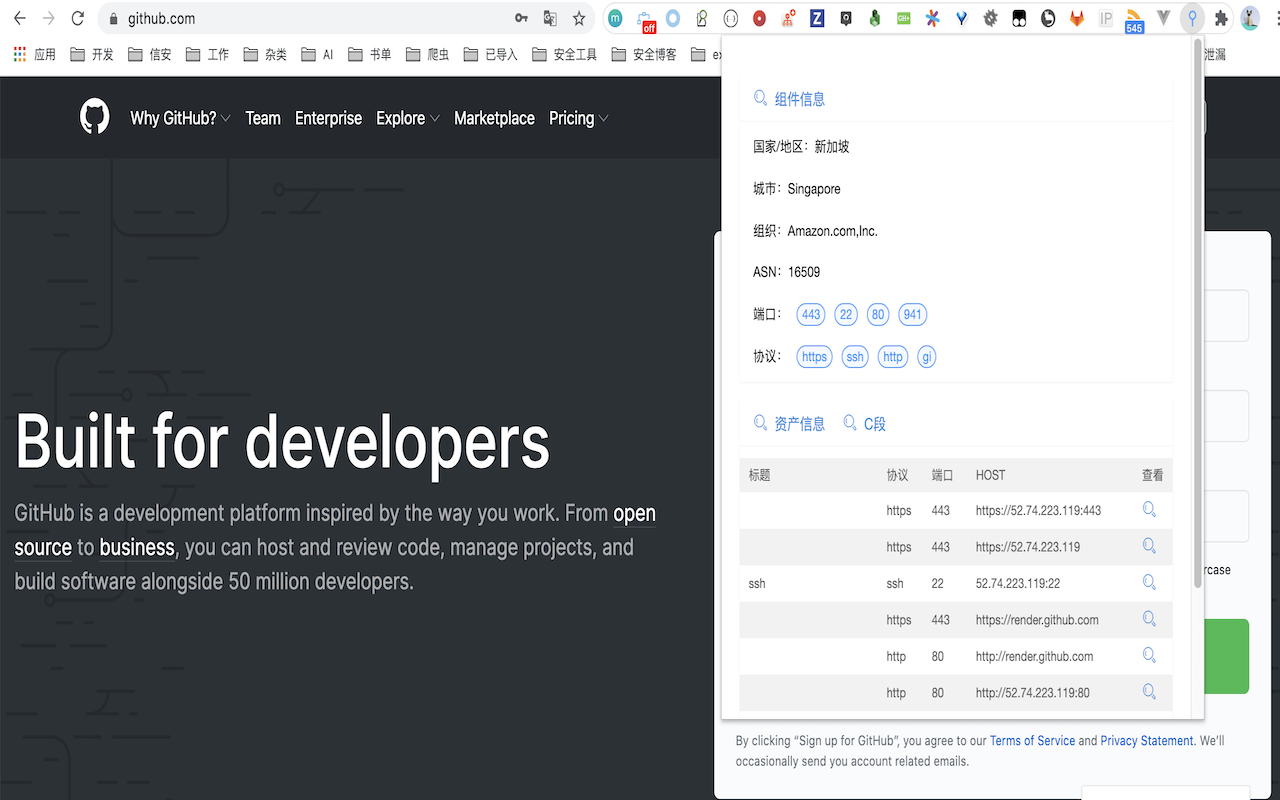 github.com
off
GH+
IP
545
应用 开发 信安 工作 杂类 AI 书单 爬虫 已导入 安全工具 安全博客 泄漏
Why GitHub? Team Enterprise Explore Marketplace Pricing
组件信息
国家/地区：新加坡
城市：Singapore
组织：Amazon.com,Inc.
ASN：16509
端口： 443 22 80 941
协议： https ssh http gi
资产信息 C段
标题 协议 端口 HOST 查看
https 443 https://52.74.223.119:443
https 443 https://52.74.223.119
ssh ssh 22 52.74.223.119:22
https 443 https://render.github.com
http 80 http://render.github.com
http 80 http://52.74.223.119:80
Built for developers
GitHub is a development platform inspired by the way you work. From open
source to business, you can host and review code, manage projects, and
build software alongside 50 million developers.
By clicking “Sign up for GitHub”, you agree to our Terms of Service and Privacy Statement. We’ll
occasionally send you account related emails.